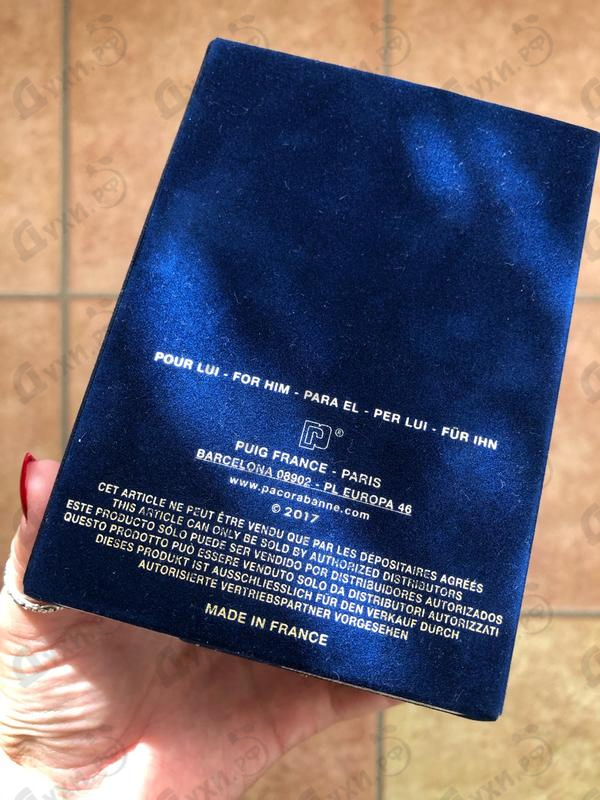 POUR LUI - FOR HIM - PARA EL - PER LUI - FÜR IHN
®
PUIG FRANCE - PARIS
BARCELONA 08902 - PL EUROPA 46
www.pacorabanne.com
© 2017
CET ARTICLE NE PEUT ÊTRE VENDU QUE PAR LES DÉPOSITAIRES AGRÉÉS
THIS ARTICLE CAN ONLY BE SOLD BY AUTHORIZED DISTRIBUTORS
ESTE PRODUCTO SÓLO PUEDE SER VENDIDO POR DISTRIBUIDORES AUTORIZADOS
QUESTO PRODOTTO PUÒ ESSERE VENDUTO SOLO DA DISTRIBUTORI AUTORIZZATI
DIESES PRODUKT IST AUSSCHLIESSLICH FÜR DEN VERKAUF DURCH
AUTORISIERTE VERTRIEBSPARTNER VORGESEHEN
MADE IN FRANCE
Духи.рф